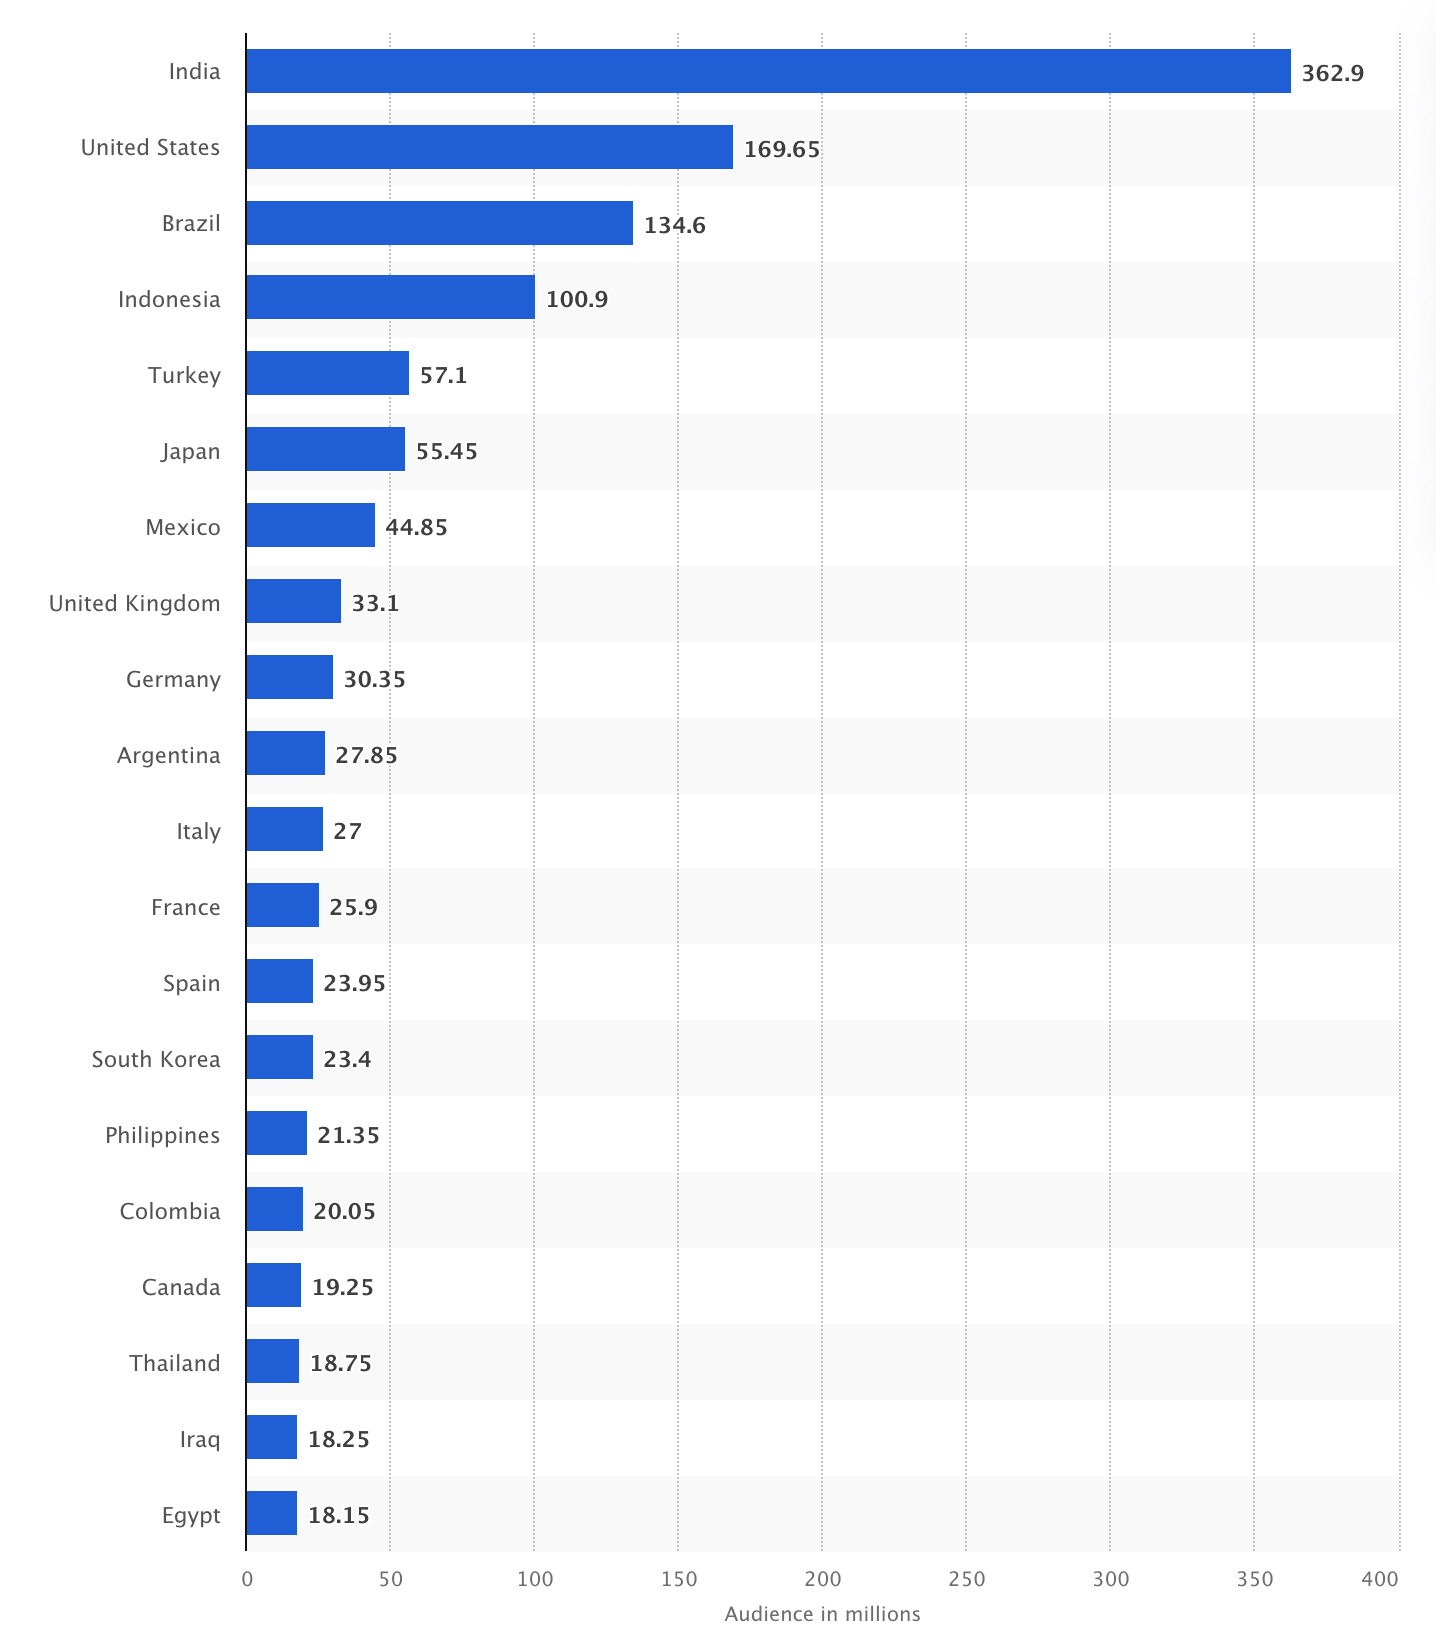 India 362.9
United States 169.65
Brazil 134.6
Indonesia 100.9
Turkey 57.1
Japan 55.45
Mexico 44.85
United Kingdom 33.1
Germany 30.35
Argentina 27.85
Italy 27
France 25.9
Spain 23.95
South Korea 23.4
Philippines 21.35
Colombia 20.05
Canada 19.25
Thailand 18.75
Iraq 18.25
Egypt 18.15
0 50 100 150 200 250 300 350 400
Audience in millions